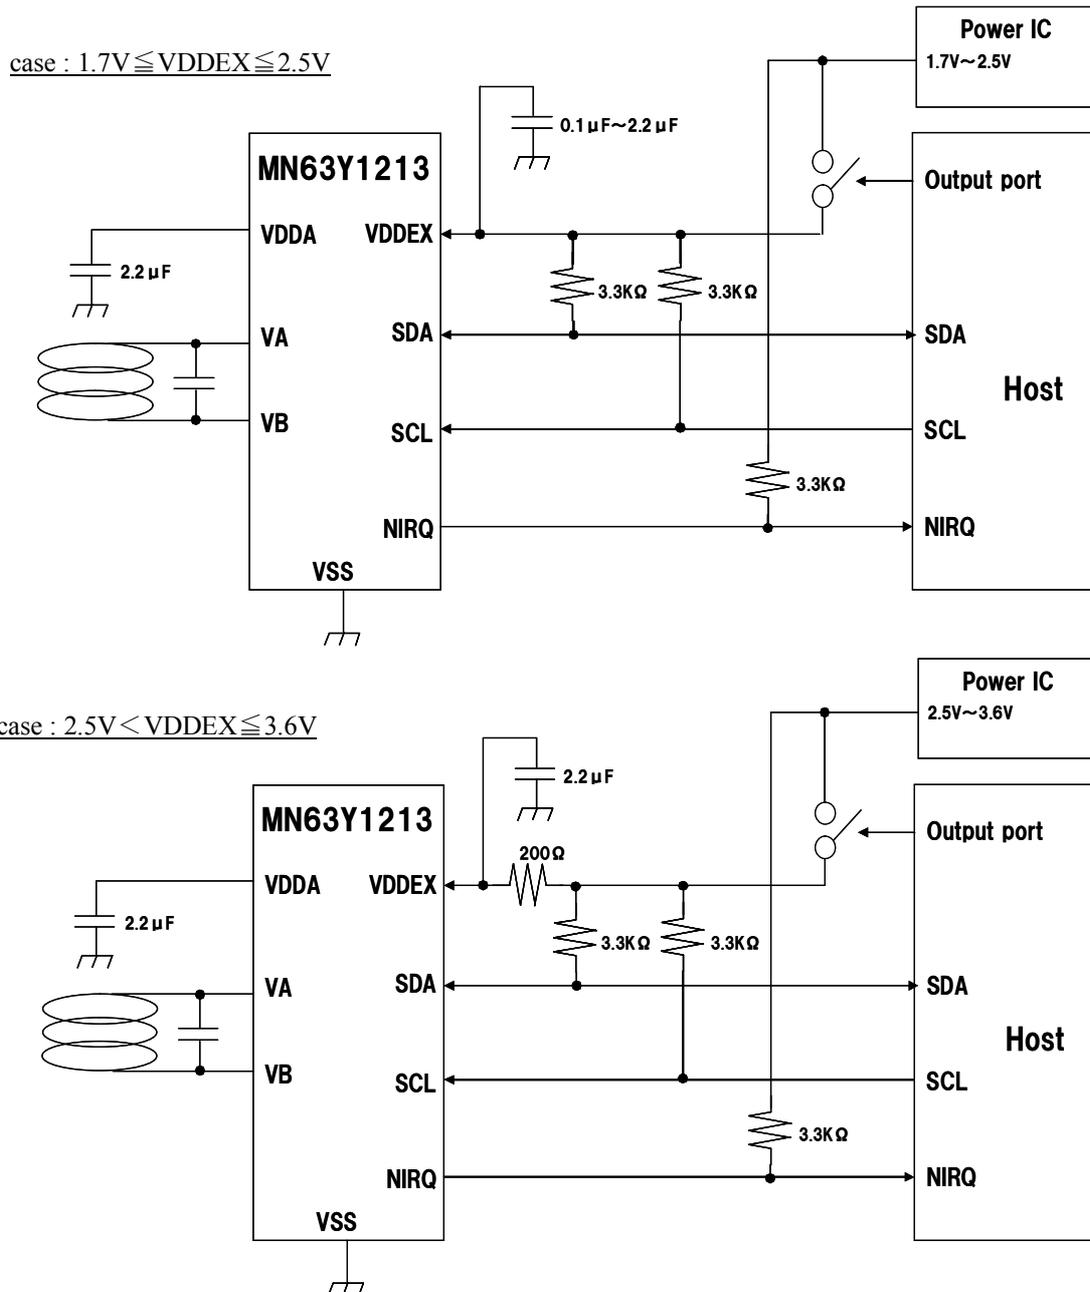 case : 1.7V≦VDDEX≦2.5V
Power IC
1.7V~2.5V
0.1µF~2.2µF
MN63Y1213
Output port
VDDA
VDDEX
2.2µF
3.3KΩ
3.3KΩ
VA
SDA
SDA
Host
VB
SCL
SCL
3.3KΩ
NIRQ
NIRQ
VSS
case : 2.5V<VDDEX≦3.6V
Power IC
2.5V~3.6V
2.2µF
MN63Y1213
Output port
200Ω
VDDA
VDDEX
2.2µF
3.3KΩ
3.3KΩ
VA
SDA
SDA
Host
VB
SCL
SCL
3.3KΩ
NIRQ
NIRQ
VSS